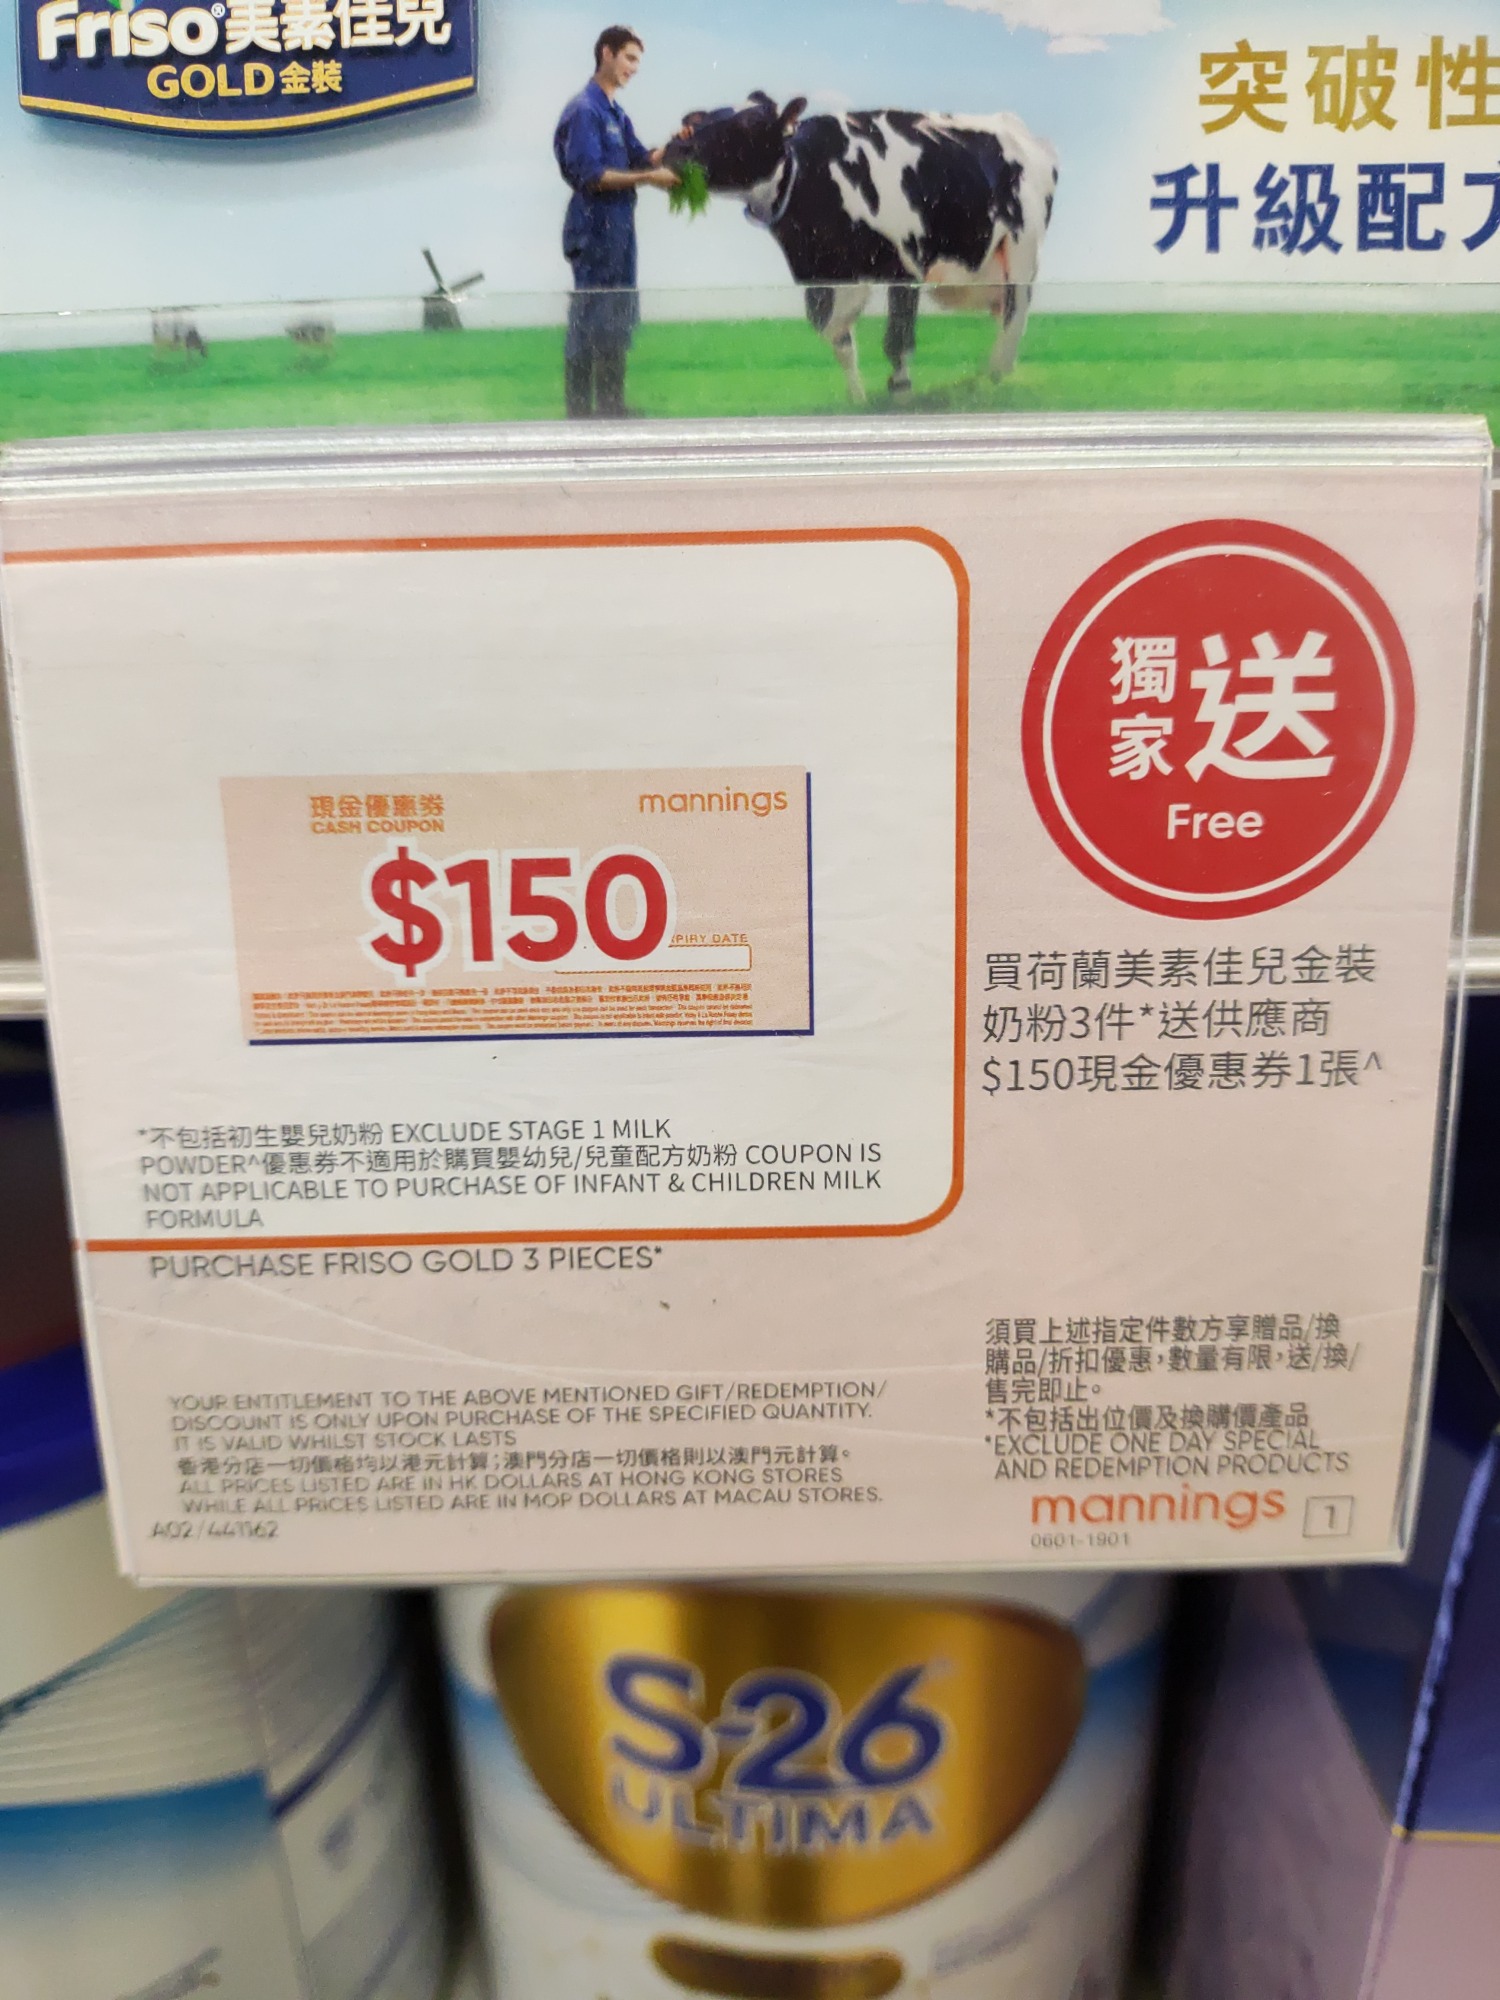 Friso®美素佳兒
GOLD金裝
突破性
升級配方
現金優惠券
CASH COUPON
mannings
$150
PIRY DATE
獨家送
Free
買荷蘭美素佳兒金裝
奶粉3件*送供應商
$150現金優惠券1張^
*不包括初生嬰兒奶粉 EXCLUDE STAGE 1 MILK
POWDER^優惠券不適用於購買嬰幼兒/兒童配方奶粉 COUPON IS
NOT APPLICABLE TO PURCHASE OF INFANT & CHILDREN MILK
FORMULA
PURCHASE FRISO GOLD 3 PIECES*
YOUR ENTITLEMENT TO THE ABOVE MENTIONED GIFT/REDEMPTION/
DISCOUNT IS ONLY UPON PURCHASE OF THE SPECIFIED QUANTITY.
IT IS VALID WHILST STOCK LASTS
香港分店一切價格均以港元計算;澳門分店一切價格則以澳門元計算。
ALL PRICES LISTED ARE IN HK DOLLARS AT HONG KONG STORES
WHILE ALL PRICES LISTED ARE IN MOP DOLLARS AT MACAU STORES.
A02/441162
須買上述指定件數方享贈品/換
購品/折扣優惠,數量有限,送/換/
售完即止。
*不包括出位價及換購價產品
*EXCLUDE ONE DAY SPECIAL
AND REDEMPTION PRODUCTS
mannings 1
0601-1901
S-26
ULTIMA